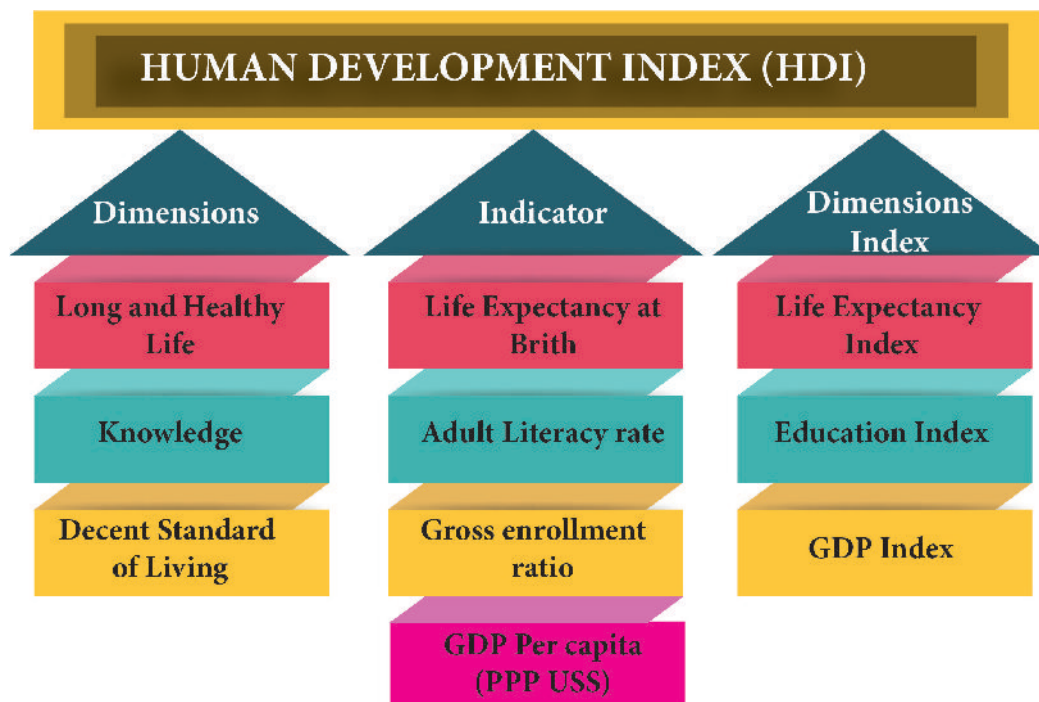 HUMAN DEVELOPMENT INDEX (HDI)
Dimensions
Long and Healthy
Life
Knowledge
Decent Standard
of Living
Indicator
Life Expectancy at
Brith
Adult Literacy rate
Gross enrollment
ratio
GDP Per capita
(PPP USS)
Dimensions
Index
Life Expectancy
Index
Education Index
GDP Index